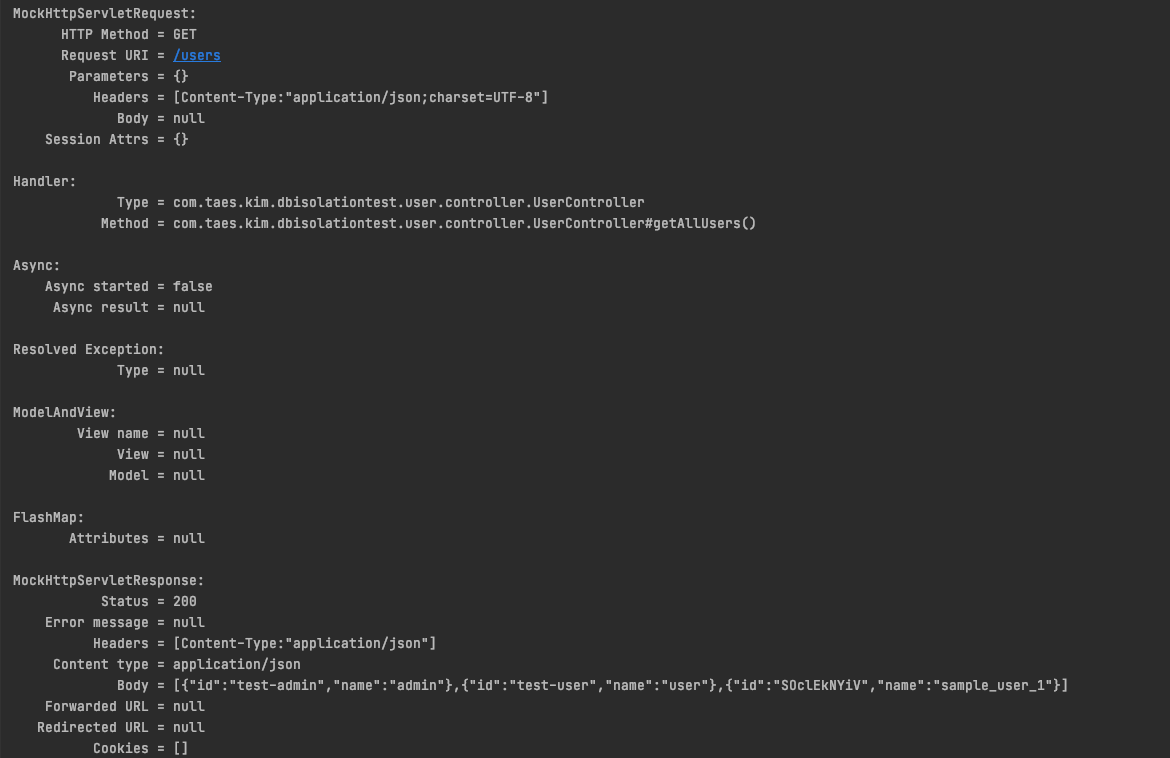 MockHttpServletRequest:
HTTP Method = GET
Request URI = /users
Parameters = {}
Headers = [Content-Type:"application/json;charset=UTF-8"]
Body = null
Session Attrs = {}
Handler:
Type = com.taes.kim.dbisolationtest.user.controller.UserController
Method = com.taes.kim.dbisolationtest.user.controller.UserController#getAllUsers()
Async:
Async started = false
Async result = null
Resolved Exception:
Type = null
ModelAndView:
View name = null
View = null
Model = null
FlashMap:
Attributes = null
MockHttpServletResponse:
Status = 200
Error message = null
Headers = [Content-Type:"application/json"]
Content type = application/json
Body = [{"id":"test-admin","name":"admin"},{"id":"test-user","name":"user"},{"id":"SOclEkNYiV","name":"sample_user_1"}]
Forwarded URL = null
Redirected URL = null
Cookies = []